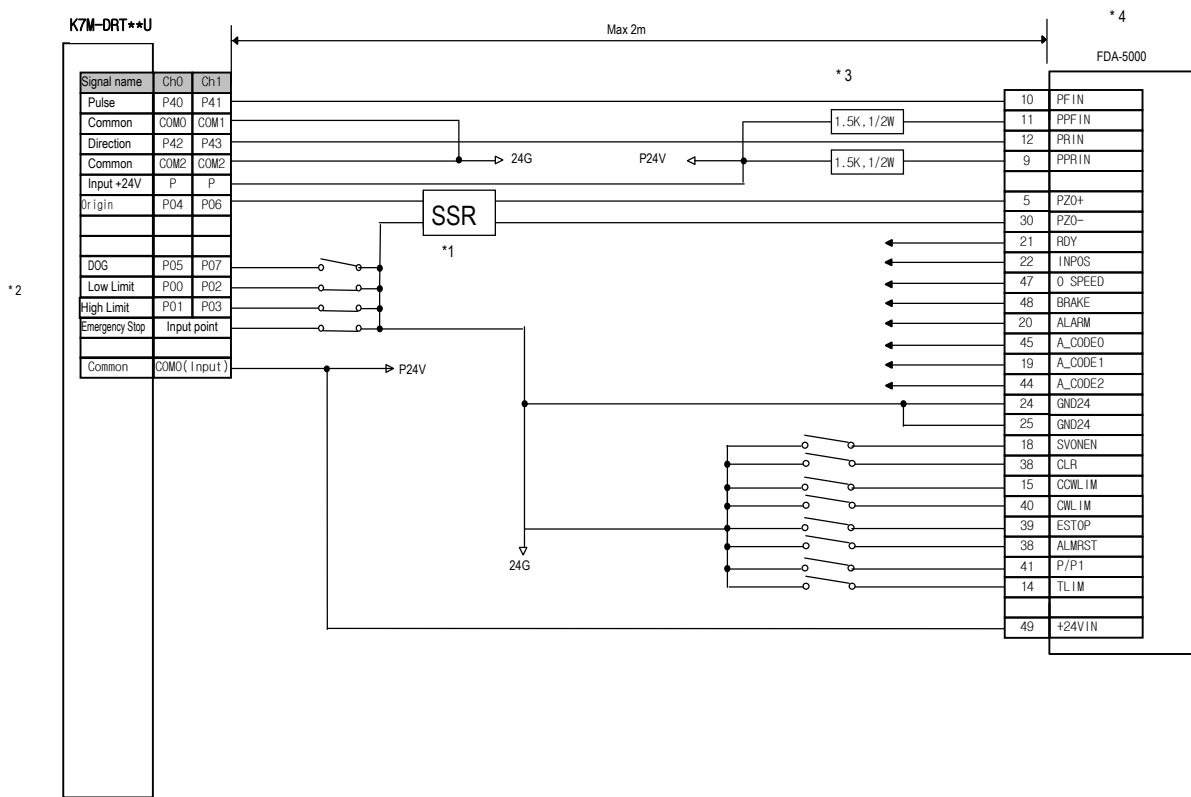 K7M-DRT**U
Max 2m
* 4
FDA-5000
* 3
Signal name Ch0 Ch1
Pulse P40 P41
Common COM0 COM1
Direction P42 P43
Common COM2 COM2
Input +24V P P
Origin P04 P06
DOG P05 P07
Low Limit P00 P02
High Limit P01 P03
Emergency Stop Input point
Common COM0(Input)
* 2
24G
P24V
1.5K,1/2W
1.5K,1/2W
SSR
*1
P24V
24G
10 PFIN
11 PPFIN
12 PRIN
9 PPRIN
5 PZO+
30 PZO-
21 RDY
22 INPOS
47 0 SPEED
48 BRAKE
20 ALARM
45 A_CODE0
19 A_CODE1
44 A_CODE2
24 GND24
25 GND24
18 SVONEN
38 CLR
15 CCWLIM
40 CWLIM
39 ESTOP
38 ALMRST
41 P/P1
14 TLIM
49 +24VIN